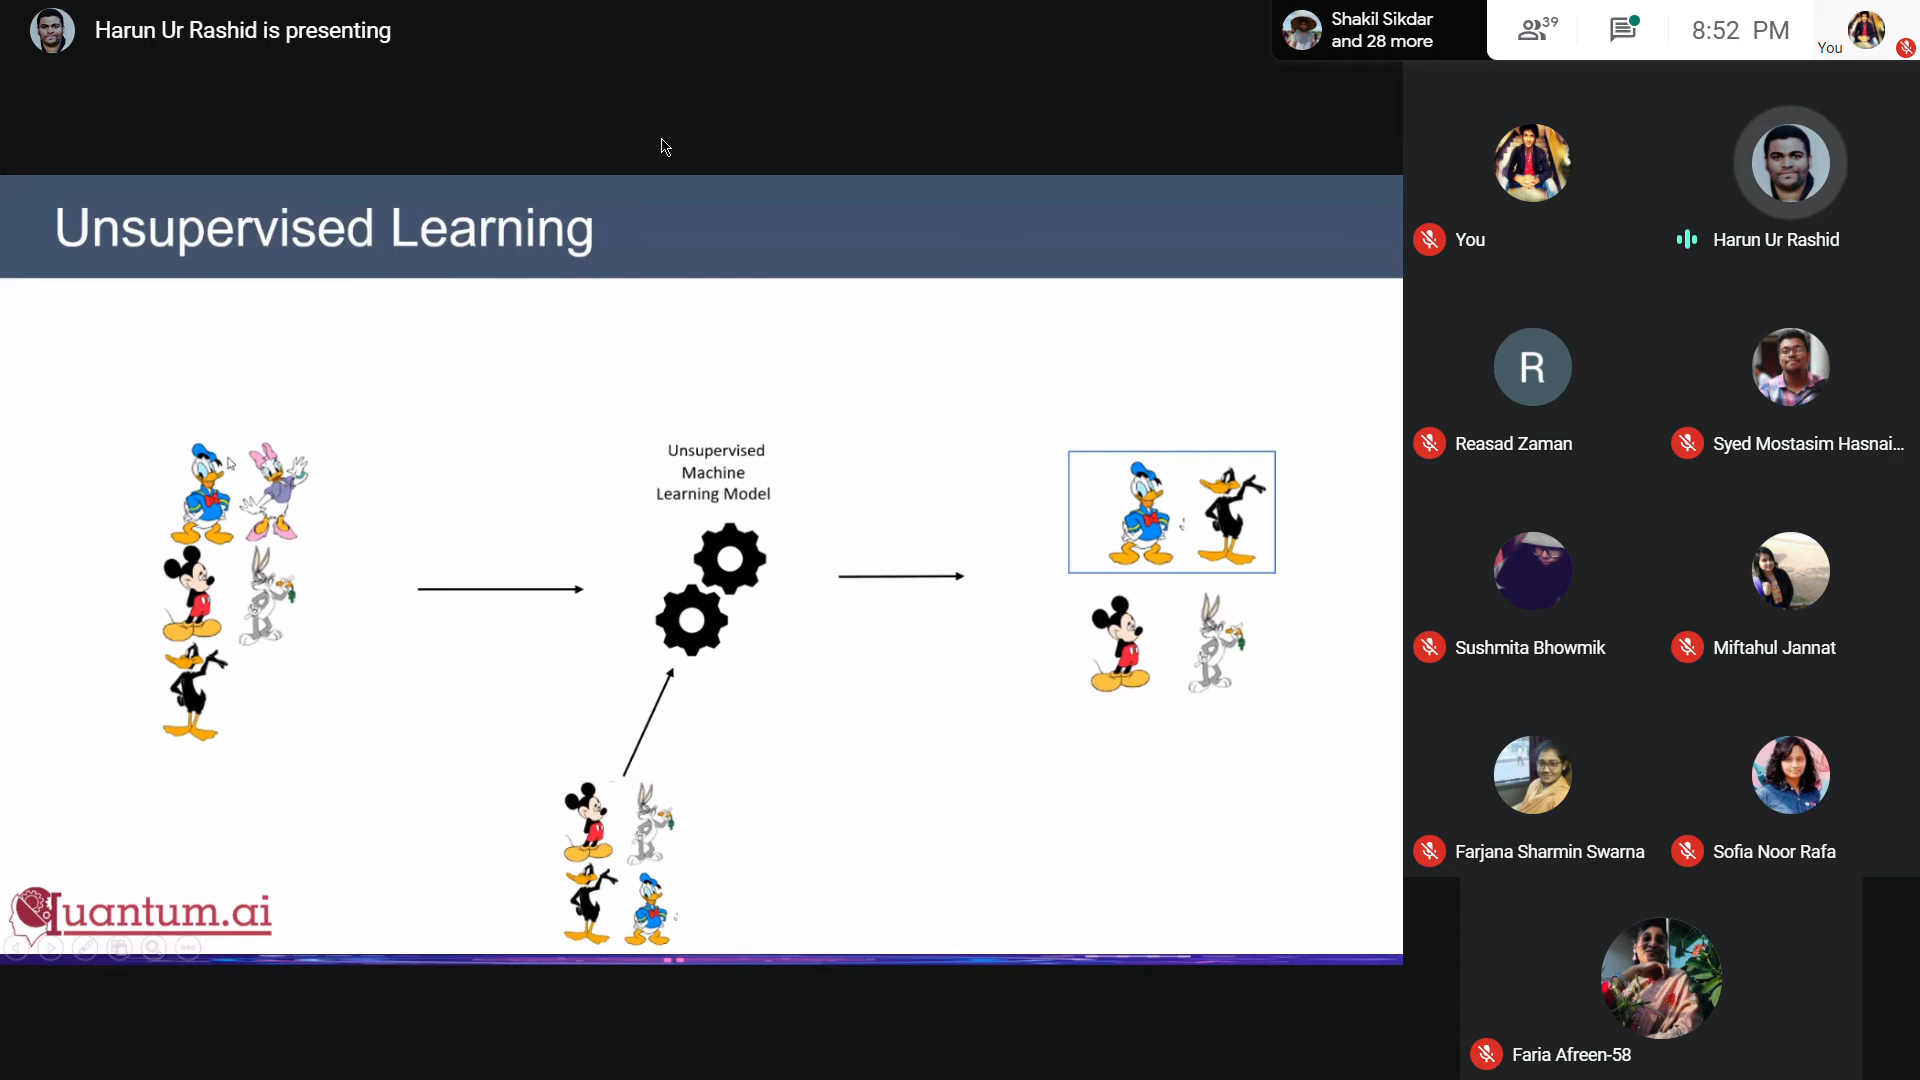 Harun Ur Rashid is presenting
Shakil Sikdar
and 28 more
39
8:52 PM
You
Unsupervised Learning
Unsupervised
Machine
Learning Model
Quantum.ai
You
Harun Ur Rashid
R
Reasad Zaman
Syed Mostasim Hasnai...
Sushmita Bhowmik
Miftahul Jannat
Farjana Sharmin Swarna
Sofia Noor Rafa
Faria Afreen-58